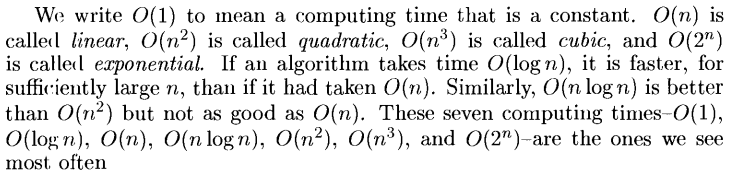 We write O(1) to mean a computing time that is a constant. O(n) is
called linear, O(n²) is called quadratic, O(n³) is called cubic, and O(2ⁿ)
is called exponential. If an algorithm takes time O(log n), it is faster, for
sufficiently large n, than if it had taken O(n). Similarly, O(n log n) is better
than O(n²) but not as good as O(n). These seven computing times–O(1),
O(log n), O(n), O(n log n), O(n²), O(n³), and O(2ⁿ)–are the ones we see
most often